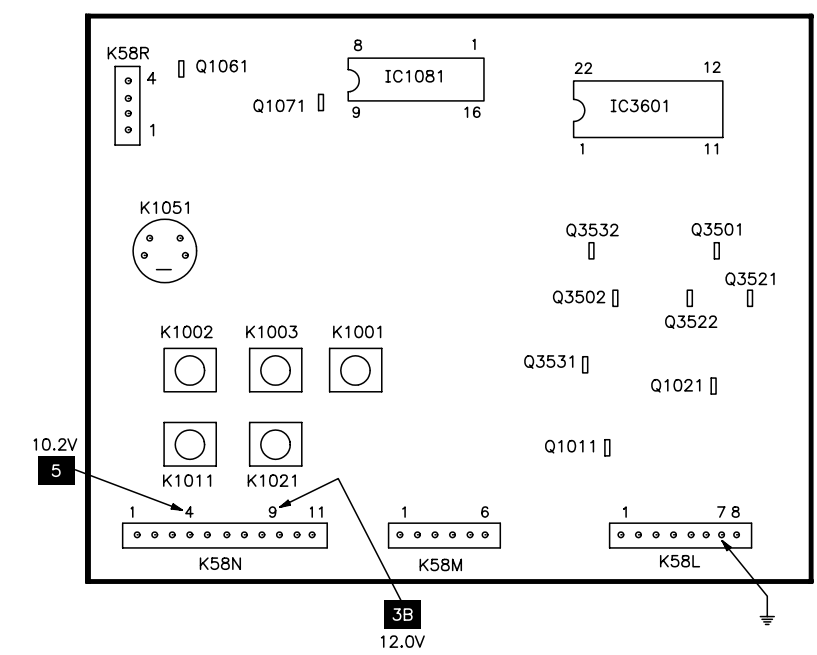 K58R
4
1
Q1061
Q1071
8 1
IC1081
9 16
22 12
IC3601
1 11
K1051
Q3532
Q3501
Q3521
Q3502
Q3522
K1002 K1003 K1001
Q3531
Q1021
Q1011
10.2V
5
K1011 K1021
1 4 9 11
K58N
1 6
K58M
1 7 8
K58L
3B
12.0V